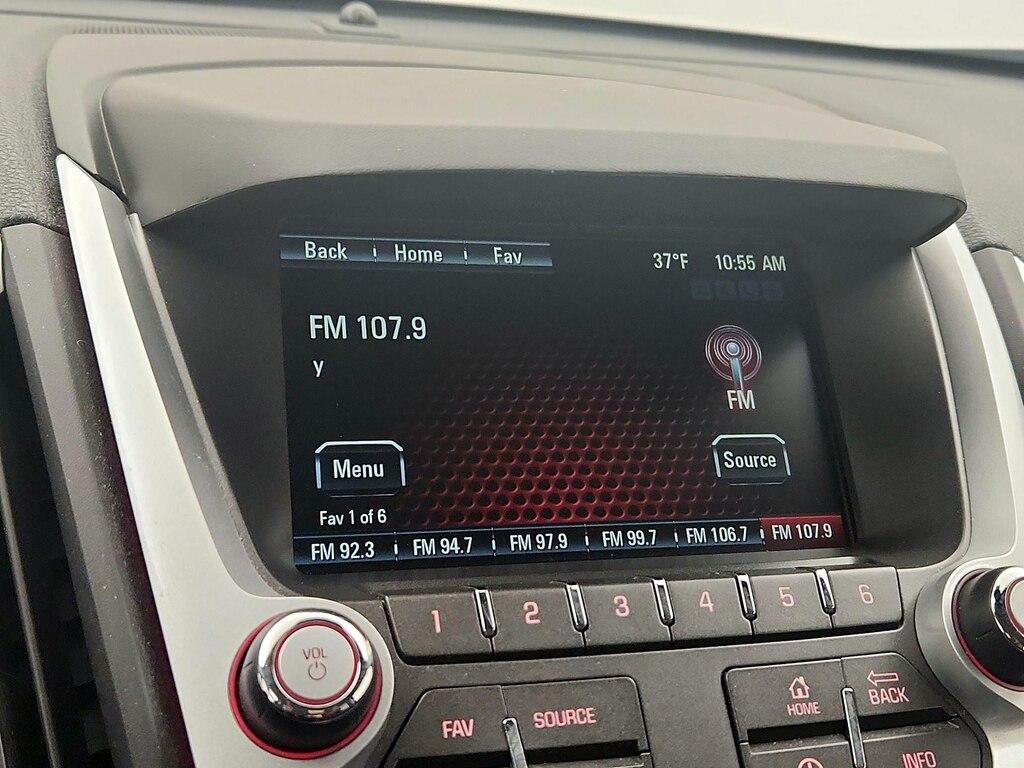 Back Home Fav 37°F 10:55 AM
FM 107.9
y
FM
Menu Source
Fav 1 of 6
FM 92.3 FM 94.7 FM 97.9 FM 99.7 FM 106.7 FM 107.9
1 2 3 4 5 6
VOL
HOME BACK
FAV SOURCE
INFO